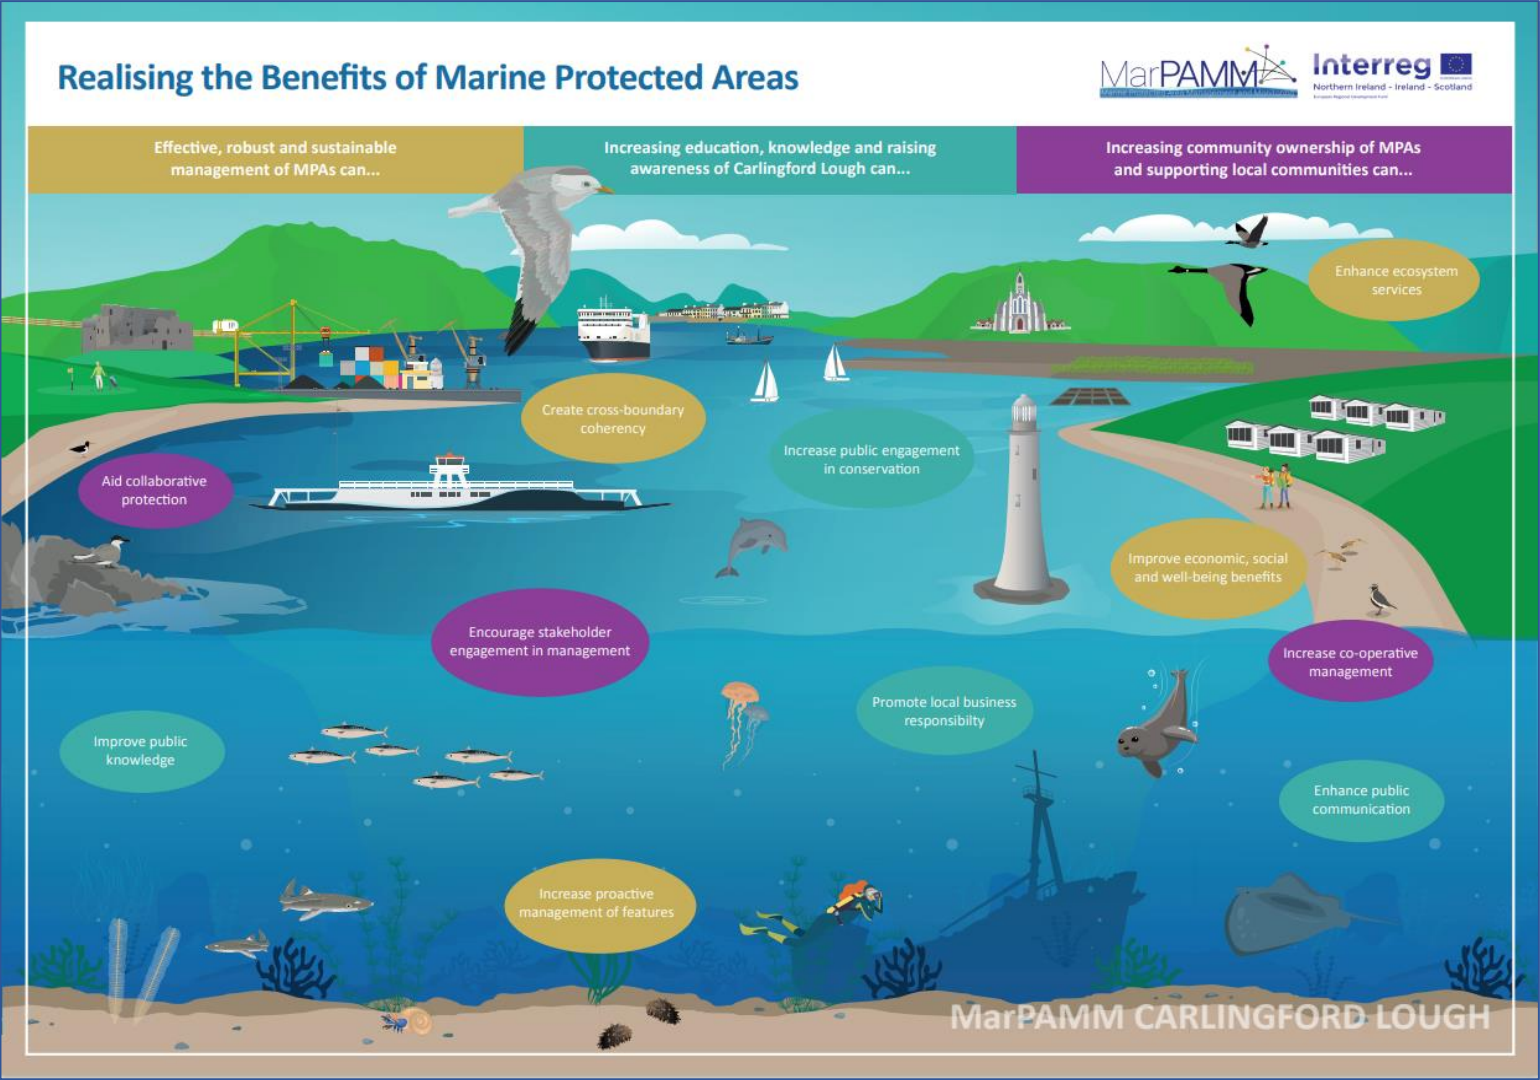 Realising the Benefits of Marine Protected Areas
MarPAMM
Interreg
Northern Ireland - Ireland - Scotland
European Regional Development Fund
Effective, robust and sustainable
management of MPAs can...
Increasing education, knowledge and raising
awareness of Carlingford Lough can...
Increasing community ownership of MPAs
and supporting local communities can...
Enhance ecosystem
services
Create cross-boundary
coherency
Increase public engagement
in conservation
Aid collaborative
protection
Improve economic, social
and well-being benefits
Encourage stakeholder
engagement in management
Increase co-operative
management
Promote local business
responsibilty
Improve public
knowledge
Enhance public
communication
Increase proactive
management of features
MarPAMM CARLINGFORD LOUGH